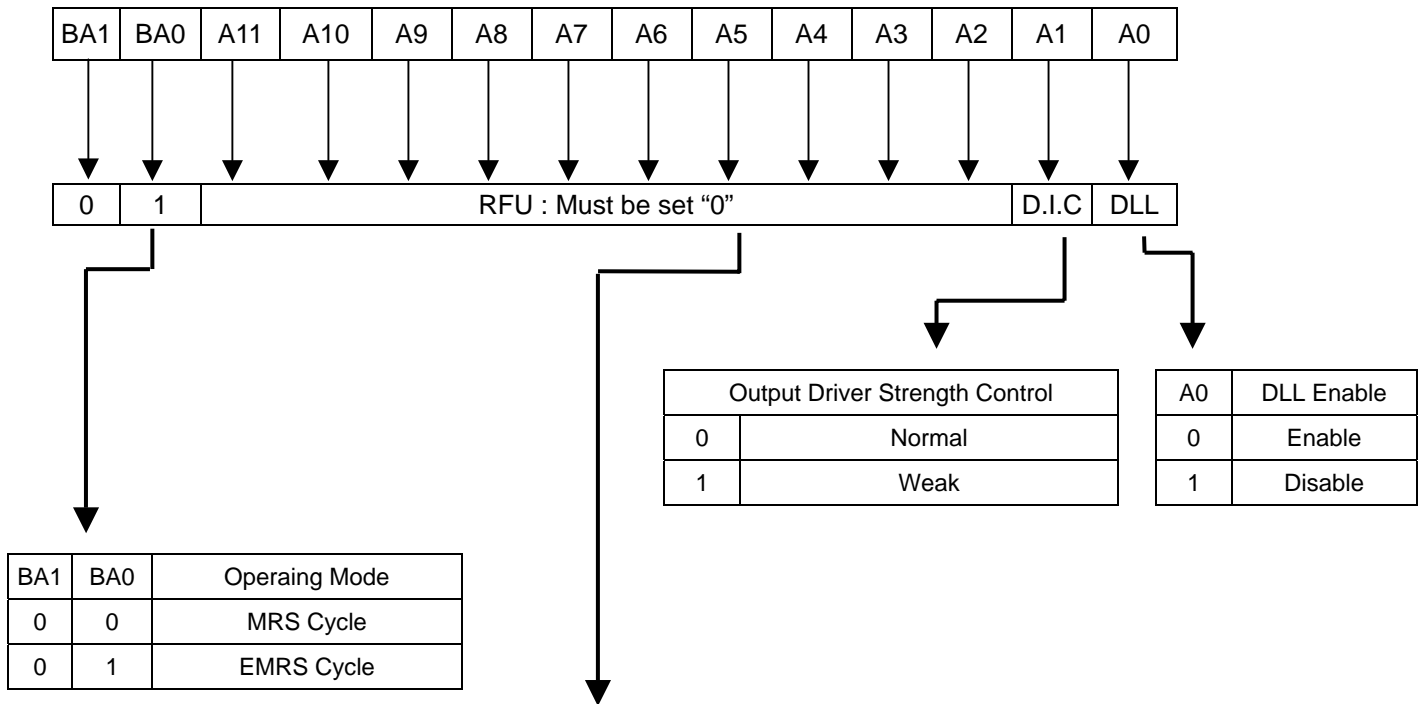 BA1 BA0 A11 A10 A9 A8 A7 A6 A5 A4 A3 A2 A1 A0
0 1 RFU : Must be set “0” D.I.C DLL
Output Driver Strength Control
0 Normal
1 Weak
A0 DLL Enable
0 Enable
1 Disable
BA1 BA0 Operaing Mode
0 0 MRS Cycle
0 1 EMRS Cycle